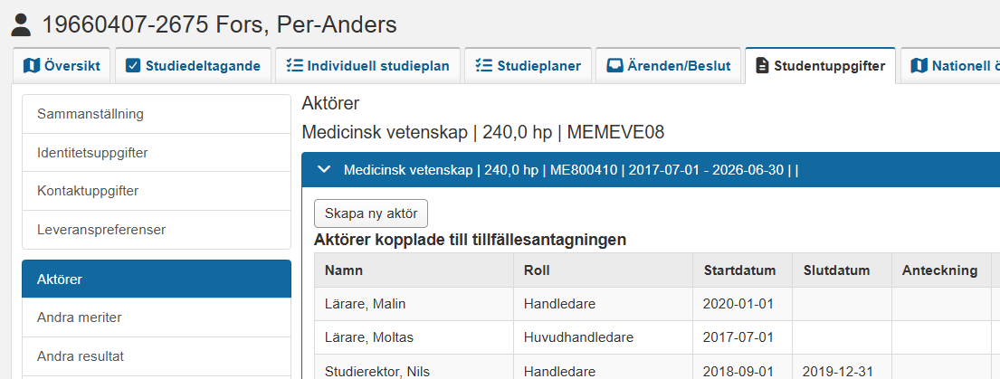 19660407-2675 Fors, Per-Anders
Översikt Studiedeltagande Individuell studieplan Studieplaner Ärenden/Beslut Studentuppgifter Nationell
Sammanställning
Identitetsuppgifter
Kontaktuppgifter
Leveranspreferenser
Aktörer
Andra meriter
Andra resultat
Aktörer
Medicinsk vetenskap | 240,0 hp | MEMEVE08
Medicinsk vetenskap | 240,0 hp | ME800410 | 2017-07-01 - 2026-06-30 | |
Skapa ny aktör
Aktörer kopplade till tillfällesantagningen
Namn Roll Startdatum Slutdatum Anteckning
Lärare, Malin Handledare 2020-01-01
Lärare, Moltas Huvudhandledare 2017-07-01
Studierektor, Nils Handledare 2018-09-01 2019-12-31